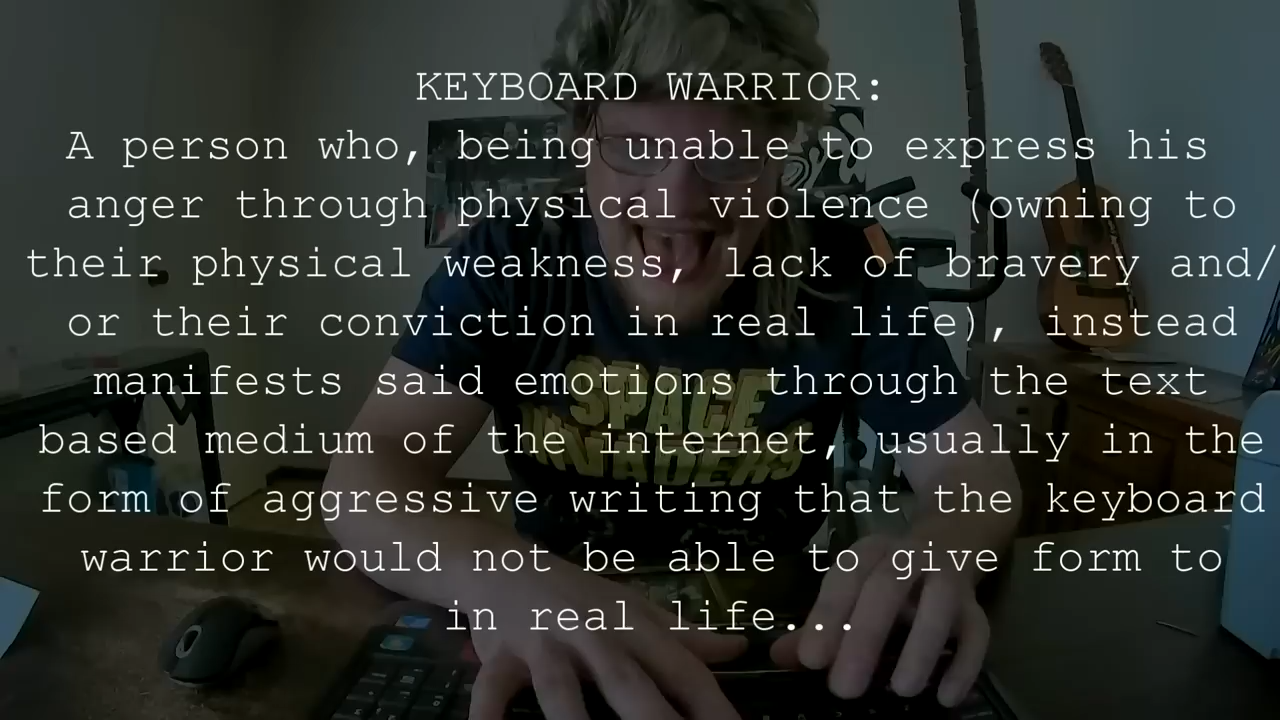 KEYBOARD WARRIOR:
A person who, being unable to express his
anger through physical violence (owning to
their physical weakness, lack of bravery and/
or their conviction in real life), instead
manifests said emotions through the text
based medium of the internet, usually in the
form of aggressive writing that the keyboard
warrior would not be able to give form to
in real life...
SPACE
INVADERS